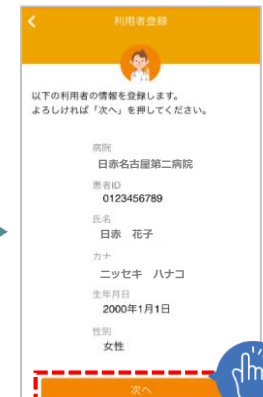 利用者登録
以下の利用者の情報を登録します。
よろしければ「次へ」を押してください。
病院
日赤名古屋第二病院
患者ID
0123456789
氏名
日赤　花子
カナ
ニッセキ　ハナコ
生年月日
2000年1月1日
性別
女性
次へ